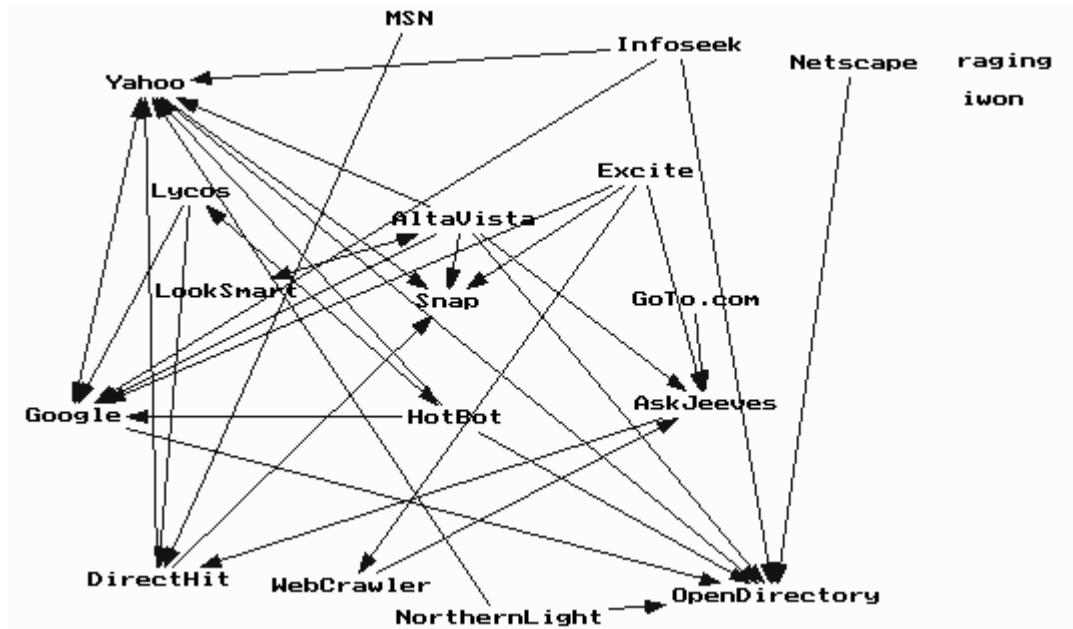 MSN
Infoseek
Netscape
raging
Yahoo
iwon
Excite
Lycos
AltaVista
LookSmart
Snap
GoTo.com
Google
HotBot
AskJeeves
DirectHit
WebCrawler
OpenDirectory
NorthernLight